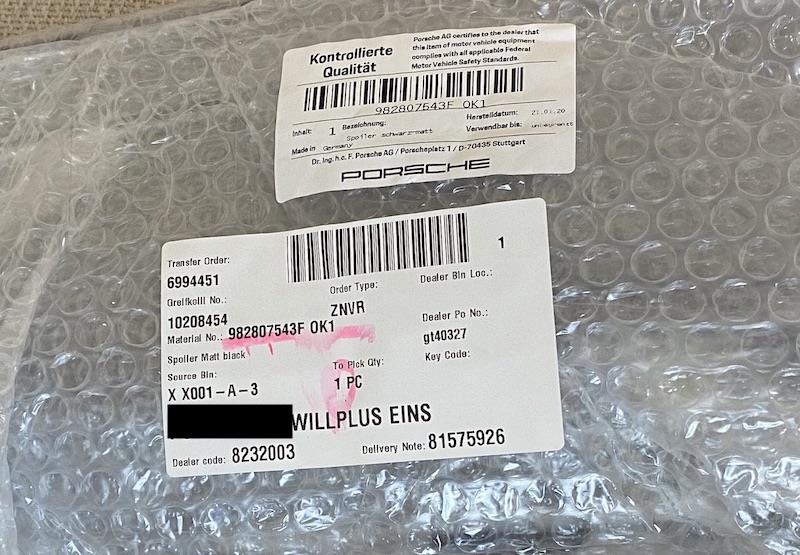 Kontrollierte
Qualität
Porsche AG certifies to the dealer that
this item of motor vehicle equipment
complies with all applicable Federal
Motor Vehicle Safety Standards.
982807543F OK1
Inhalt: 1 Bezeichnung: Herstelldatum: 21.01.20
Spoiler schwarz-matt Verwendbar bis:
Made in Germany
Dr. Ing. h.c. F. Porsche AG / Porscheplatz 1 / D-70435 Stuttgart
PORSCHE
Transfer Order: 1
6994451 Order Type: Dealer Bin Loc.:
Greifkolli No.: ZNVR
10208454 Dealer Po No.:
Material No.: 982807543F OK1 gt40327
Spoiler Matt black To Pick Qty: Key Code:
Source Bin: 1 PC
X X001-A-3
WILLPLUS EINS
Dealer code: 8232003 Delivery Note: 81575926